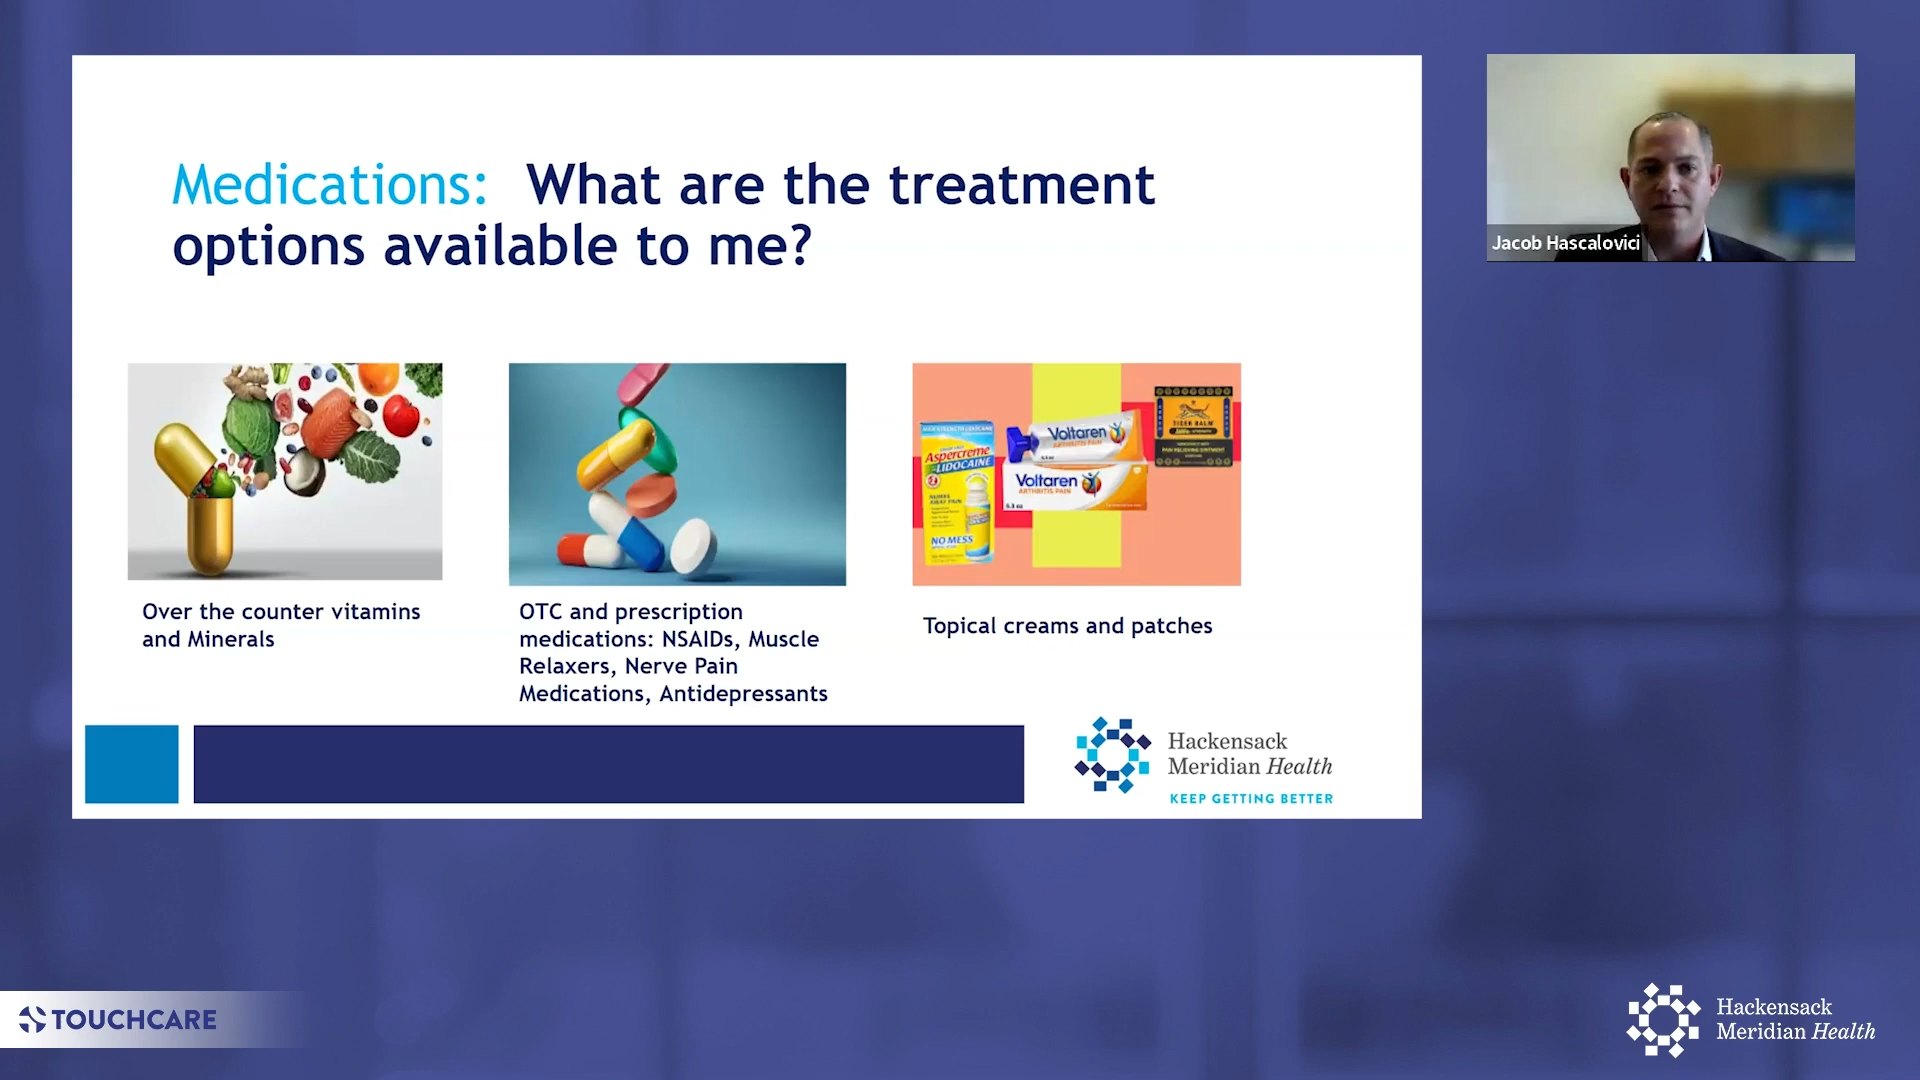 Medications: What are the treatment
options available to me?
Jacob Hascalovici
Aspercreme
LIDOCAINE
NO MESS
Voltaren
ARTHRITIS PAIN
Voltaren
ARTHRITIS PAIN
TIGER BALM
PAIN RELIEVING OINTMENT
Over the counter vitamins
and Minerals
OTC and prescription
medications: NSAIDs, Muscle
Relaxers, Nerve Pain
Medications, Antidepressants
Topical creams and patches
Hackensack
Meridian Health
KEEP GETTING BETTER
TOUCHCARE
Hackensack
Meridian Health